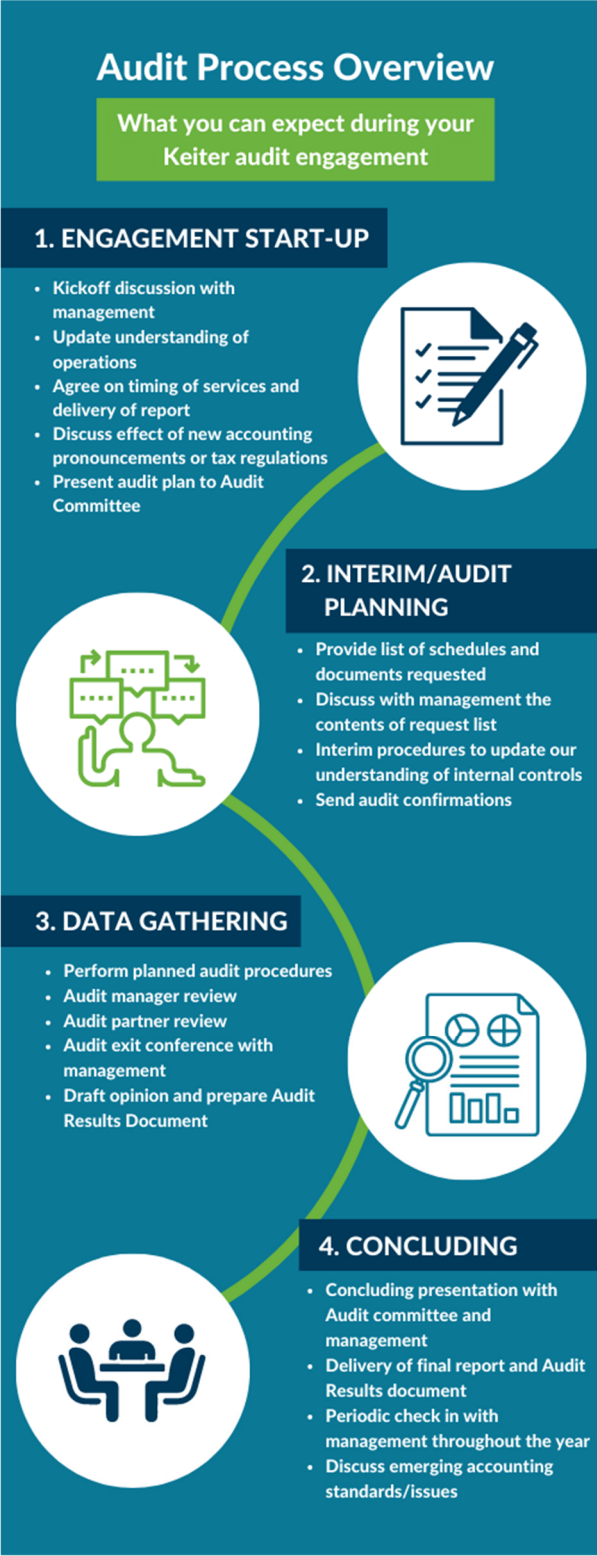 Audit Process Overview
What you can expect during your
Keiter audit engagement
1. ENGAGEMENT START-UP
• Kickoff discussion with
management
• Update understanding of
operations
• Agree on timing of services and
delivery of report
• Discuss effect of new accounting
pronouncements or tax regulations
• Present audit plan to Audit
Committee
2. INTERIM/AUDIT
PLANNING
• Provide list of schedules and
documents requested
• Discuss with management the
contents of request list
• Interim procedures to update our
understanding of internal controls
• Send audit confirmations
3. DATA GATHERING
• Perform planned audit procedures
• Audit manager review
• Audit partner review
• Audit exit conference with
management
• Draft opinion and prepare Audit
Results Document
4. CONCLUDING
• Concluding presentation with
Audit committee and
management
• Delivery of final report and Audit
Results document
• Periodic check in with
management throughout the year
• Discuss emerging accounting
standards/issues